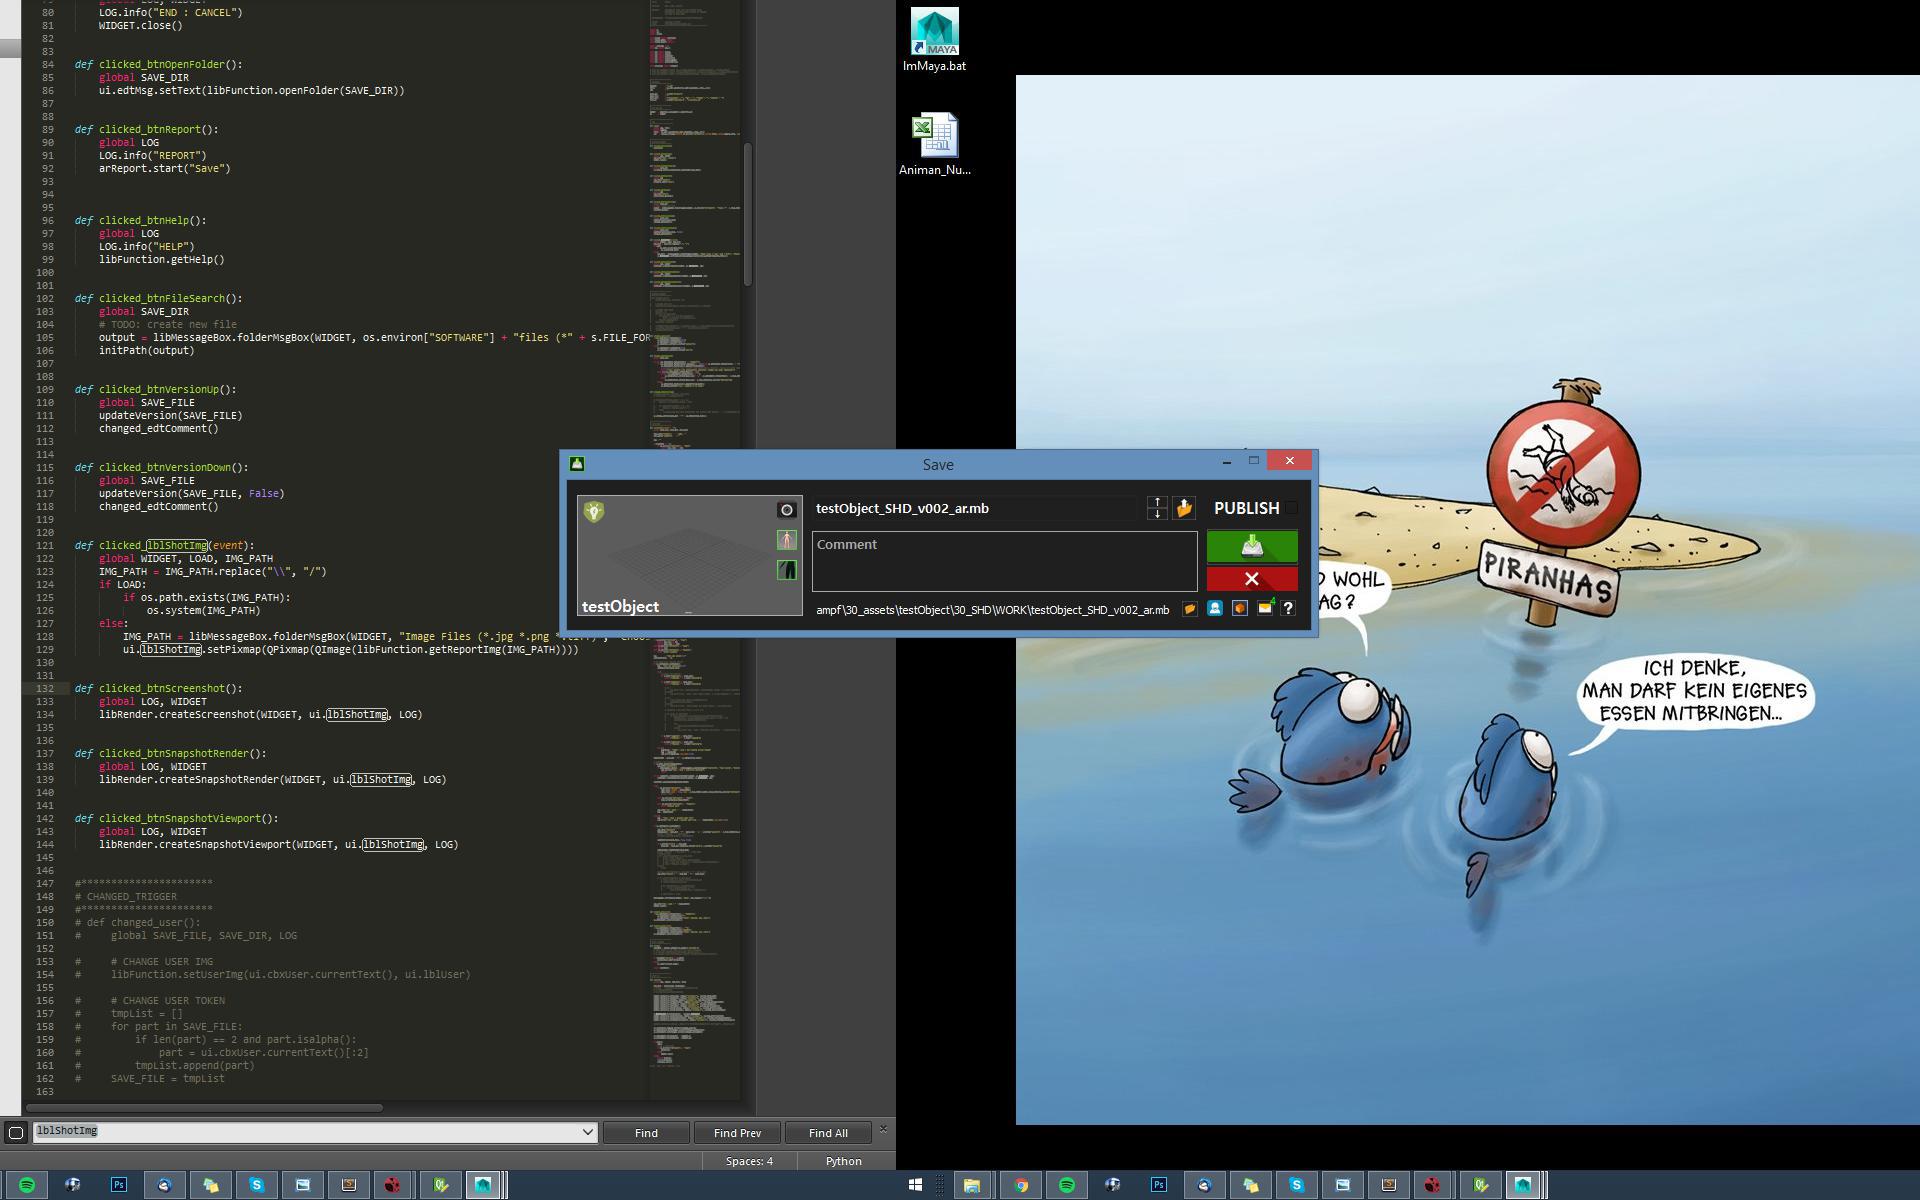 80 LOG.info("END : CANCEL")
81 WIDGET.close()
82
83
84 def clicked_btnOpenFolder():
85 global SAVE_DIR
86 ui.edtMsg.setText(libFunction.openFolder(SAVE_DIR))
87
88
89 def clicked_btnReport():
90 global LOG
91 LOG.info("REPORT")
92 arReport.start("Save")
93
94
95
96 def clicked_btnHelp():
97 global LOG
98 LOG.info("HELP")
99 libFunction.getHelp()
100
101
102 def clicked_btnFileSearch():
103 global SAVE_DIR
104 # TODO: create new file
105 output = libMessageBox.folderMsgBox(WIDGET, os.environ["SOFTWARE"] + "files (*" + s.FILE_FOR
106 initPath(output)
107
108
109 def clicked_btnVersionUp():
110 global SAVE_FILE
111 updateVersion(SAVE_FILE)
112 changed_edtComment()
113
114
115 def clicked_btnVersionDown():
116 global SAVE_FILE
117 updateVersion(SAVE_FILE, False)
118 changed_edtComment()
119
120
121 def clicked_lblShotImg(event):
122 global WIDGET, LOAD, IMG_PATH
123 IMG_PATH = IMG_PATH.replace("\\", "/")
124 if LOAD:
125 if os.path.exists(IMG_PATH):
126 os.system(IMG_PATH)
127 else:
128 IMG_PATH = libMessageBox.folderMsgBox(WIDGET, "Image Files (*.jpg *.png
129 ui.lblShotImg.setPixmap(QPixmap(QImage(libFunction.getReportImg(IMG_PATH))))
130
131
132 def clicked_btnScreenshot():
133 global LOG, WIDGET
134 libRender.createScreenshot(WIDGET, ui.lblShotImg, LOG)
135
136
137 def clicked_btnSnapshotRender():
138 global LOG, WIDGET
139 libRender.createSnapshotRender(WIDGET, ui.lblShotImg, LOG)
140
141
142 def clicked_btnSnapshotViewport():
143 global LOG, WIDGET
144 libRender.createSnapshotViewport(WIDGET, ui.lblShotImg, LOG)
145
146
147 #**********************
148 # CHANGED_TRIGGER
149 #**********************
150 # def changed_user():
151 # global SAVE_FILE, SAVE_DIR, LOG
152
153 # # CHANGE USER IMG
154 # libFunction.setUserImg(ui.cbxUser.currentText(), ui.lblUser)
155
156 # # CHANGE USER TOKEN
157 # tmpList = []
158 # for part in SAVE_FILE:
159 # if len(part) == 2 and part.isalpha():
160 # part = ui.cbxUser.currentText()[:2]
161 # tmpList.append(part)
162 # SAVE_FILE = tmpList
163
lblShotImg
Find
Find Prev
Find All
Spaces: 4
Python
MAYA
ImMaya.bat
Animan_Nu...
Save
testObject
testObject_SHD_v002_ar.mb
PUBLISH
Comment
ampf\30_assets\testObject\30_SHD\WORK\testObject_SHD_v002_ar.mb
?
WOHL
AG?
PIRANHAS
ICH DENKE,
MAN DARF KEIN EIGENES
ESSEN MITBRINGEN...
Ps
Ps